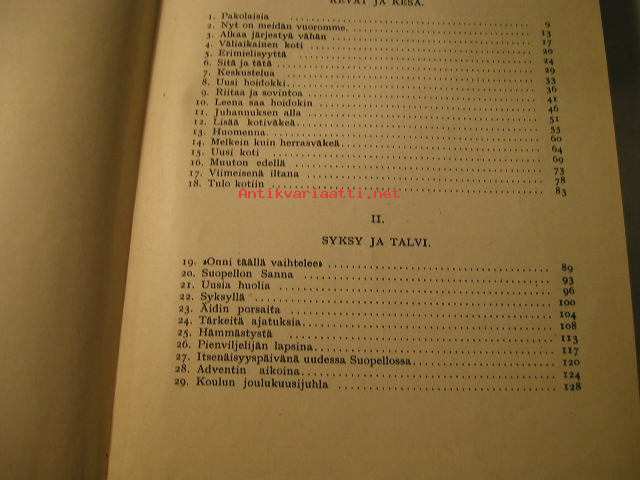 KEVÄT JA KESÄ.
1. Pakolaisia 9
2. Nyt on meidän vuoromme. 13
3. Alkaa järjestyä vähän 17
4. Väliaikainen koti 20
5. Erimielisyyttä 24
6. Sitä ja tätä 29
7. Keskustelua 33
8. Uusi hoidokki 36
9. Riitaa ja sovintoa 41
10. Leena saa hoidokin 46
11. Juhannuksen alla 51
12. Lisää kotiväkeä 55
13. Huomenna 60
14. Melkein kuin herrasväkeä 64
15. Uusi koti 69
16. Muuton edellä 73
17. Viimeisenä iltana 78
18. Tulo kotiin 83
Antikvariaatti.net
II.
SYKSY JA TALVI.
19. »Onni täällä vaihtelee» 89
20. Suopellon Sanna 93
21. Uusia huolia 96
22. Syksyllä 100
23. Äidin porsaita 104
24. Tärkeitä ajatuksia 108
25. Hämmästystä 113
26. Pienviljelijän lapsina 117
27. Itsenäisyyspäivänä uudessa Suopellossa 120
28. Adventin aikoina 124
29. Koulun joulukuusijuhla 128